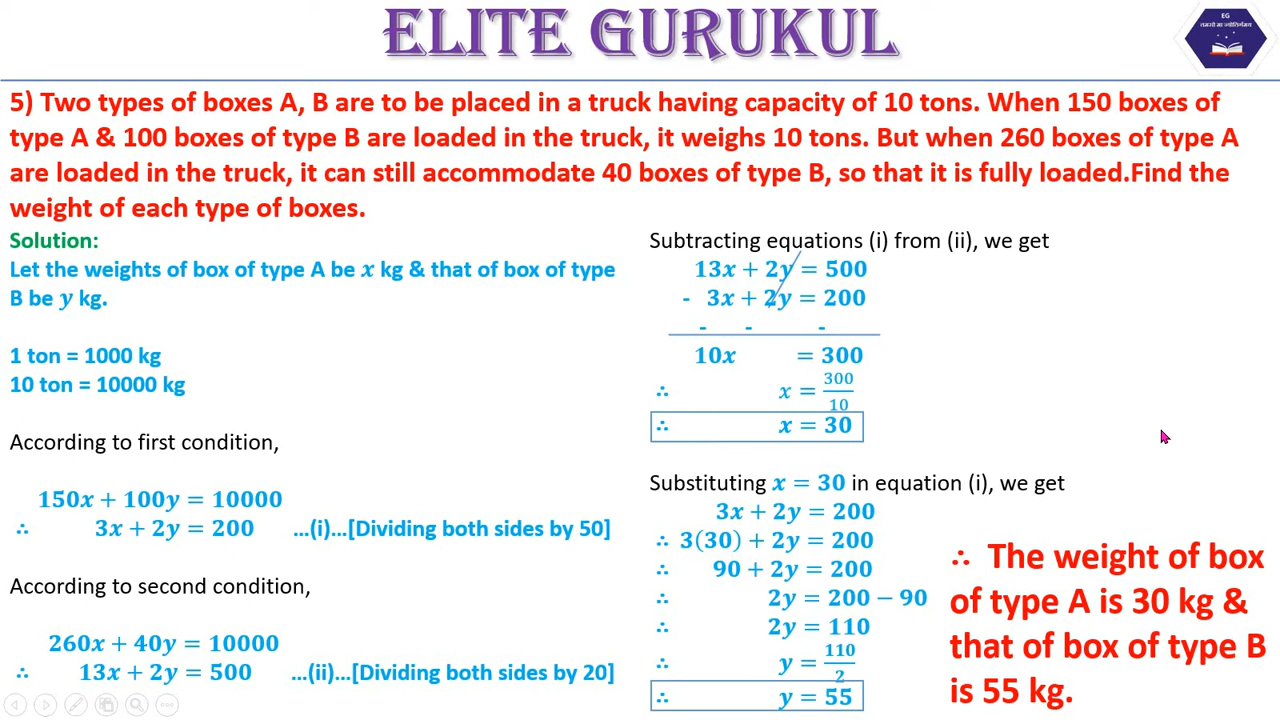 ELITE GURUKUL
EG
तमसो मा ज्योतिर्गमय
5) Two types of boxes A, B are to be placed in a truck having capacity of 10 tons. When 150 boxes of
type A & 100 boxes of type B are loaded in the truck, it weighs 10 tons. But when 260 boxes of type A
are loaded in the truck, it can still accommodate 40 boxes of type B, so that it is fully loaded.Find the
weight of each type of boxes.
Solution:
Let the weights of box of type A be x kg & that of box of type
B be y kg.
1 ton = 1000 kg
10 ton = 10000 kg
According to first condition,
150x + 100y = 10000
∴ 3x + 2y = 200 ...(i)...[Dividing both sides by 50]
According to second condition,
260x + 40y = 10000
∴ 13x + 2y = 500 ...(ii)...[Dividing both sides by 20]
Subtracting equations (i) from (ii), we get
13x + 2y = 500
- 3x + 2y = 200
- - -
10x = 300
∴ x = 300/10
∴ x = 30
Substituting x = 30 in equation (i), we get
3x + 2y = 200
∴ 3(30) + 2y = 200
∴ 90 + 2y = 200
∴ 2y = 200 − 90
∴ 2y = 110
∴ y = 110/2
∴ y = 55
∴ The weight of box
of type A is 30 kg &
that of box of type B
is 55 kg.